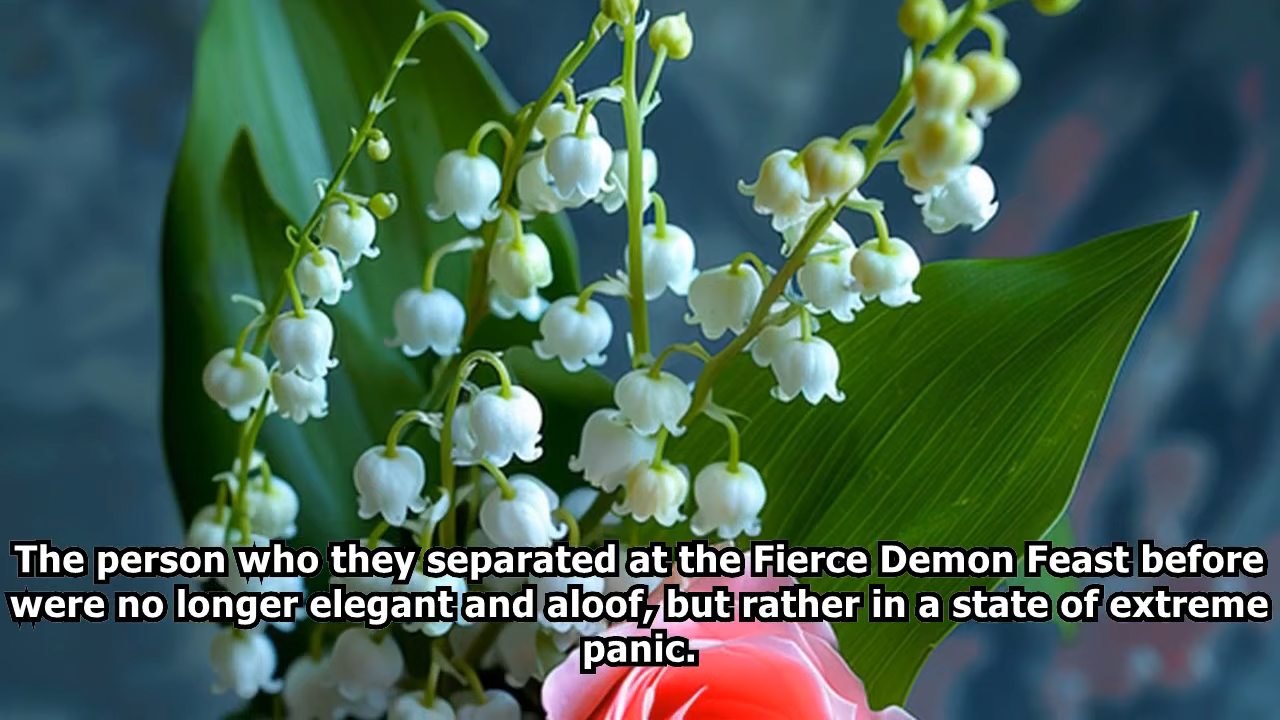 The person who they separated at the Fierce Demon Feast before
were no longer elegant and aloof, but rather in a state of extreme
panic.